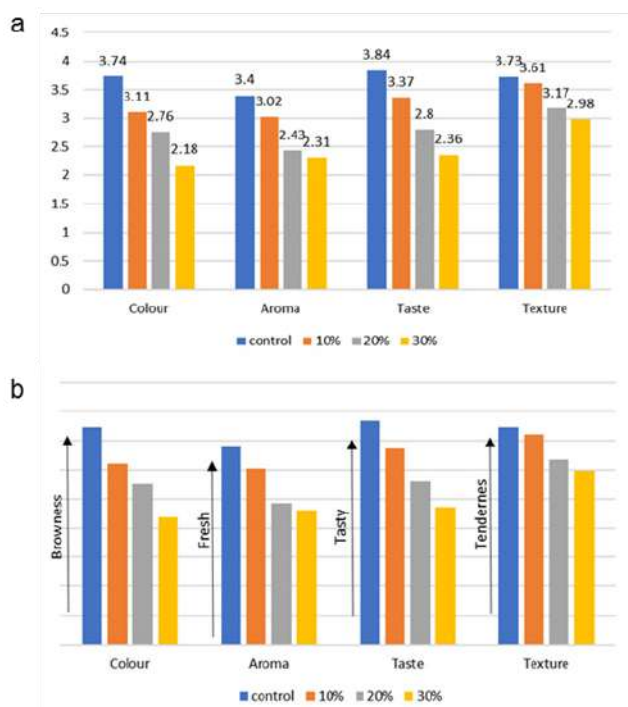 a
4.5
4
3.5
3
2.5
2
1.5
1
0.5
0
3.74
3.11
2.76
2.18
3.4
3.02
2.43
2.31
3.84
3.37
2.8
2.36
3.73
3.61
3.17
2.98
Colour Aroma Taste Texture
control 10% 20% 30%
b
Browness
Fresh
Tasty
Tendernes
Colour Aroma Taste Texture
control 10% 20% 30%